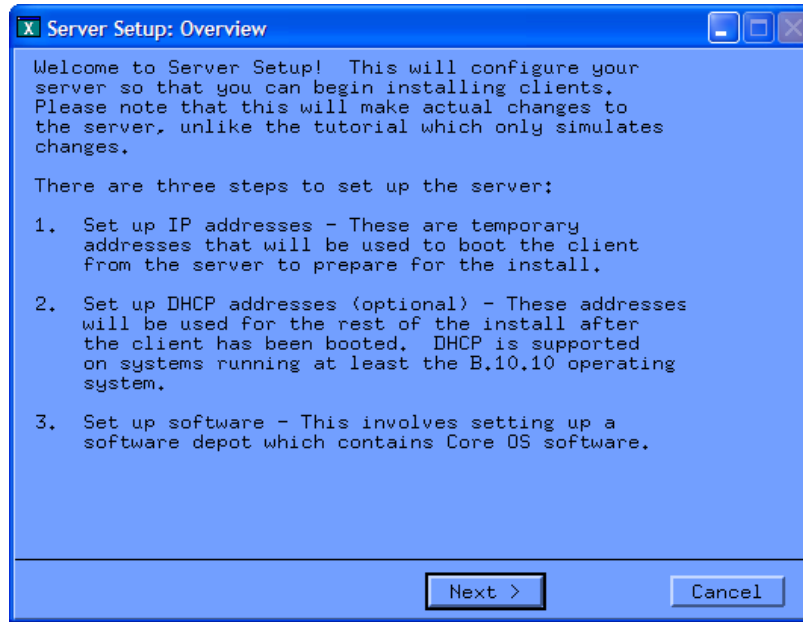 Server Setup: Overview
Welcome to Server Setup!  This will configure your
server so that you can begin installing clients.
Please note that this will make actual changes to
the server, unlike the tutorial which only simulates
changes.
There are three steps to set up the server:
1.  Set up IP addresses - These are temporary
addresses that will be used to boot the client
from the server to prepare for the install.
2.  Set up DHCP addresses (optional) - These addresses
will be used for the rest of the install after
the client has been booted.  DHCP is supported
on systems running at least the B.10.10 operating
system.
3.  Set up software - This involves setting up a
software depot which contains Core OS software.
Next >
Cancel